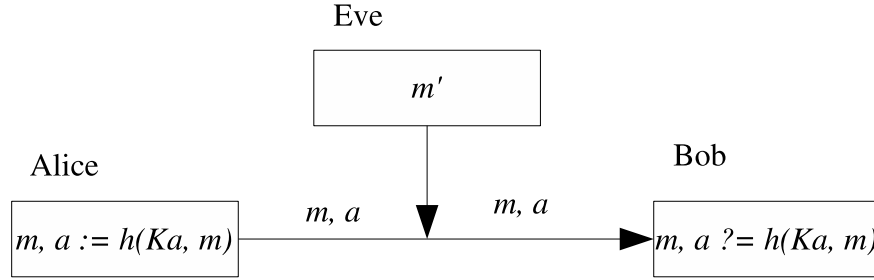 Eve
m'
Alice
Bob
m, a
m, a
m, a := h(Ka, m)
m, a ?= h(Ka, m)